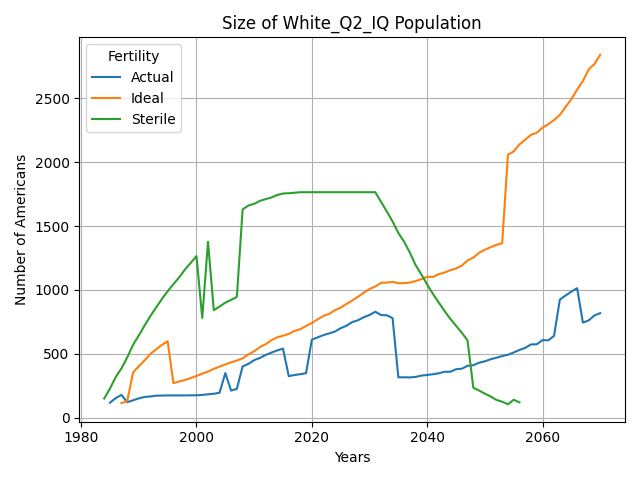 Size of White_Q2_IQ Population
Fertility
Actual
Ideal
Sterile
Number of Americans
2500
2000
1500
1000
500
0
1980
2000
2020
2040
2060
Years